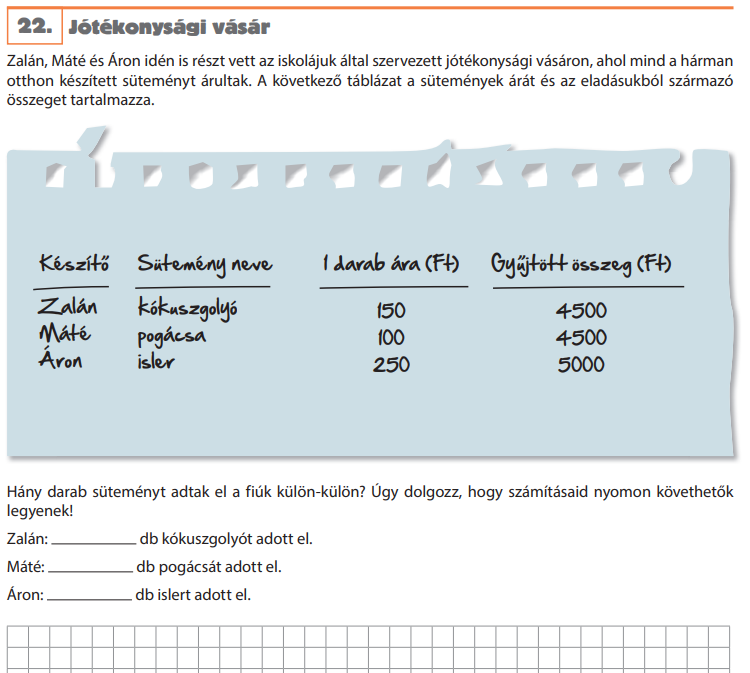 22. Jótékonysági vásár
Zalán, Máté és Áron idén is részt vett az iskolájuk által szervezett jótékonysági vásáron, ahol mind a hárman
otthon készített süteményt árultak. A következő táblázat a sütemények árát és az eladásukból származó
összeget tartalmazza.
Készítő Sütemény neve 1 darab ára (Ft) Gyűjtött összeg (Ft)
Zalán kókuszgolyó 150 4500
Máté pogácsa 100 4500
Áron isler 250 5000
Hány darab süteményt adtak el a fiúk külön-külön? Úgy dolgozz, hogy számításaid nyomon követhetők
legyenek!
Zalán: __________ db kókuszgolyót adott el.
Máté: __________ db pogácsát adott el.
Áron: __________ db islert adott el.